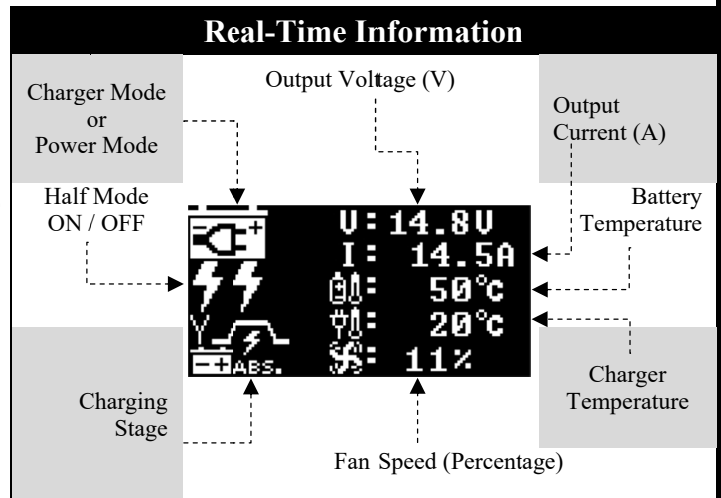 Real-Time Information
Charger Mode
or
Power Mode
Output Voltage (V)
Output
Current (A)
Half Mode
ON / OFF
Battery
Temperature
V: 14.8V
I: 14.5A
: 50°C
: 20°C
: 11%
- +
ABS.
Charging
Stage
Charger
Temperature
Fan Speed (Percentage)